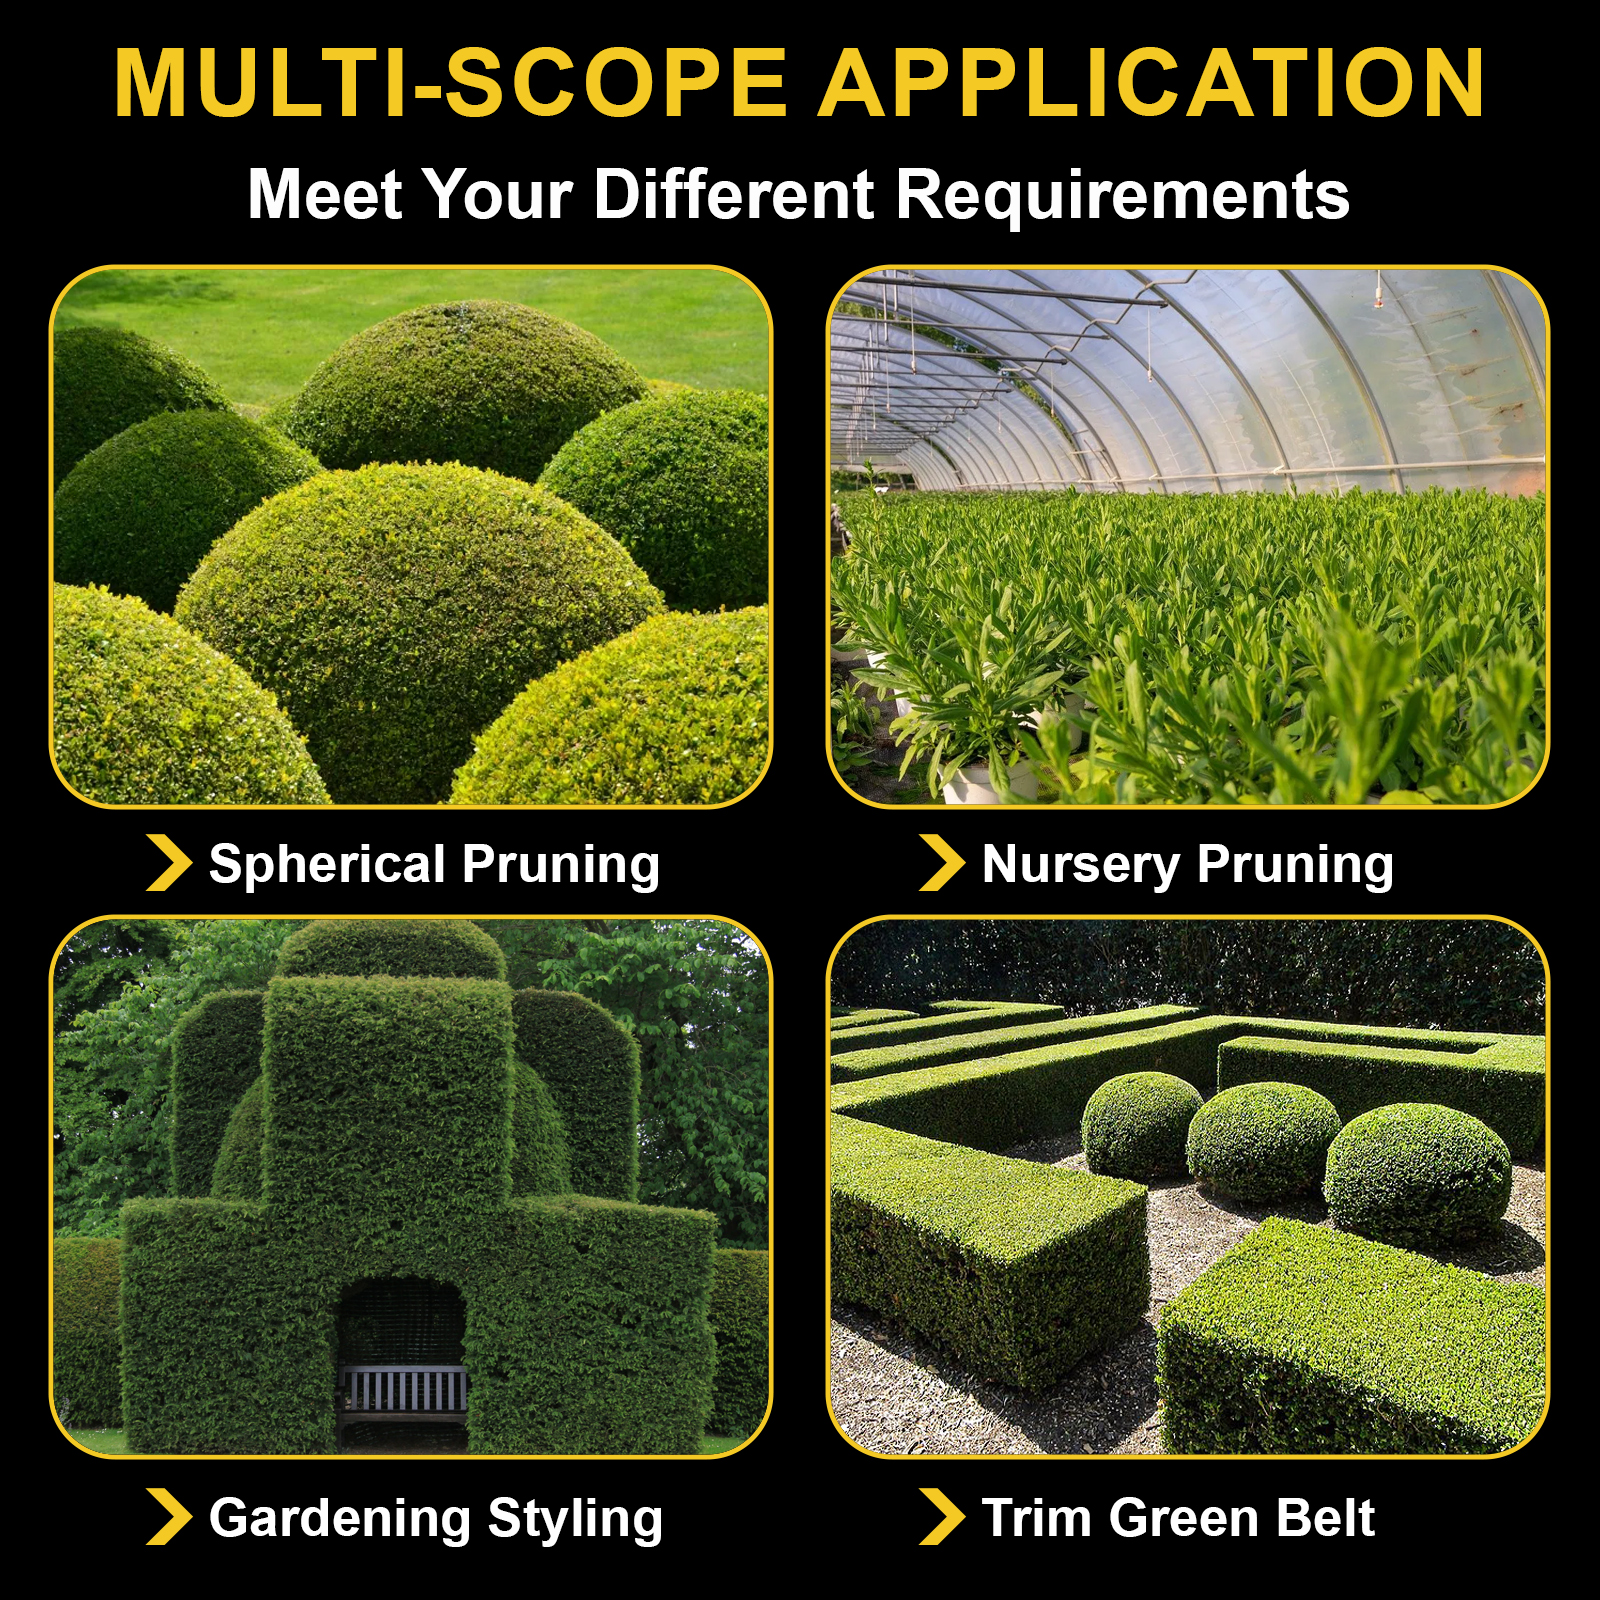 MULTI-SCOPE APPLICATION
Meet Your Different Requirements
Spherical Pruning
Nursery Pruning
Gardening Styling
Trim Green Belt